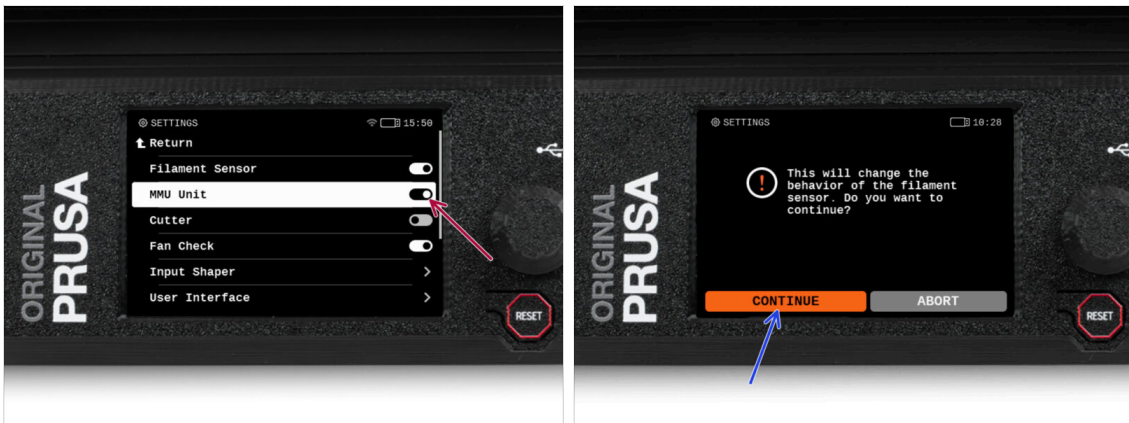 ORIGINAL
PRUSA
SETTINGS
15:50
Return
Filament Sensor
MMU Unit
Cutter
Fan Check
Input Shaper
User Interface
RESET
ORIGINAL
PRUSA
SETTINGS
10:28
This will change the
behavior of the filament
sensor. Do you want to
continue?
CONTINUE
ABORT
RESET